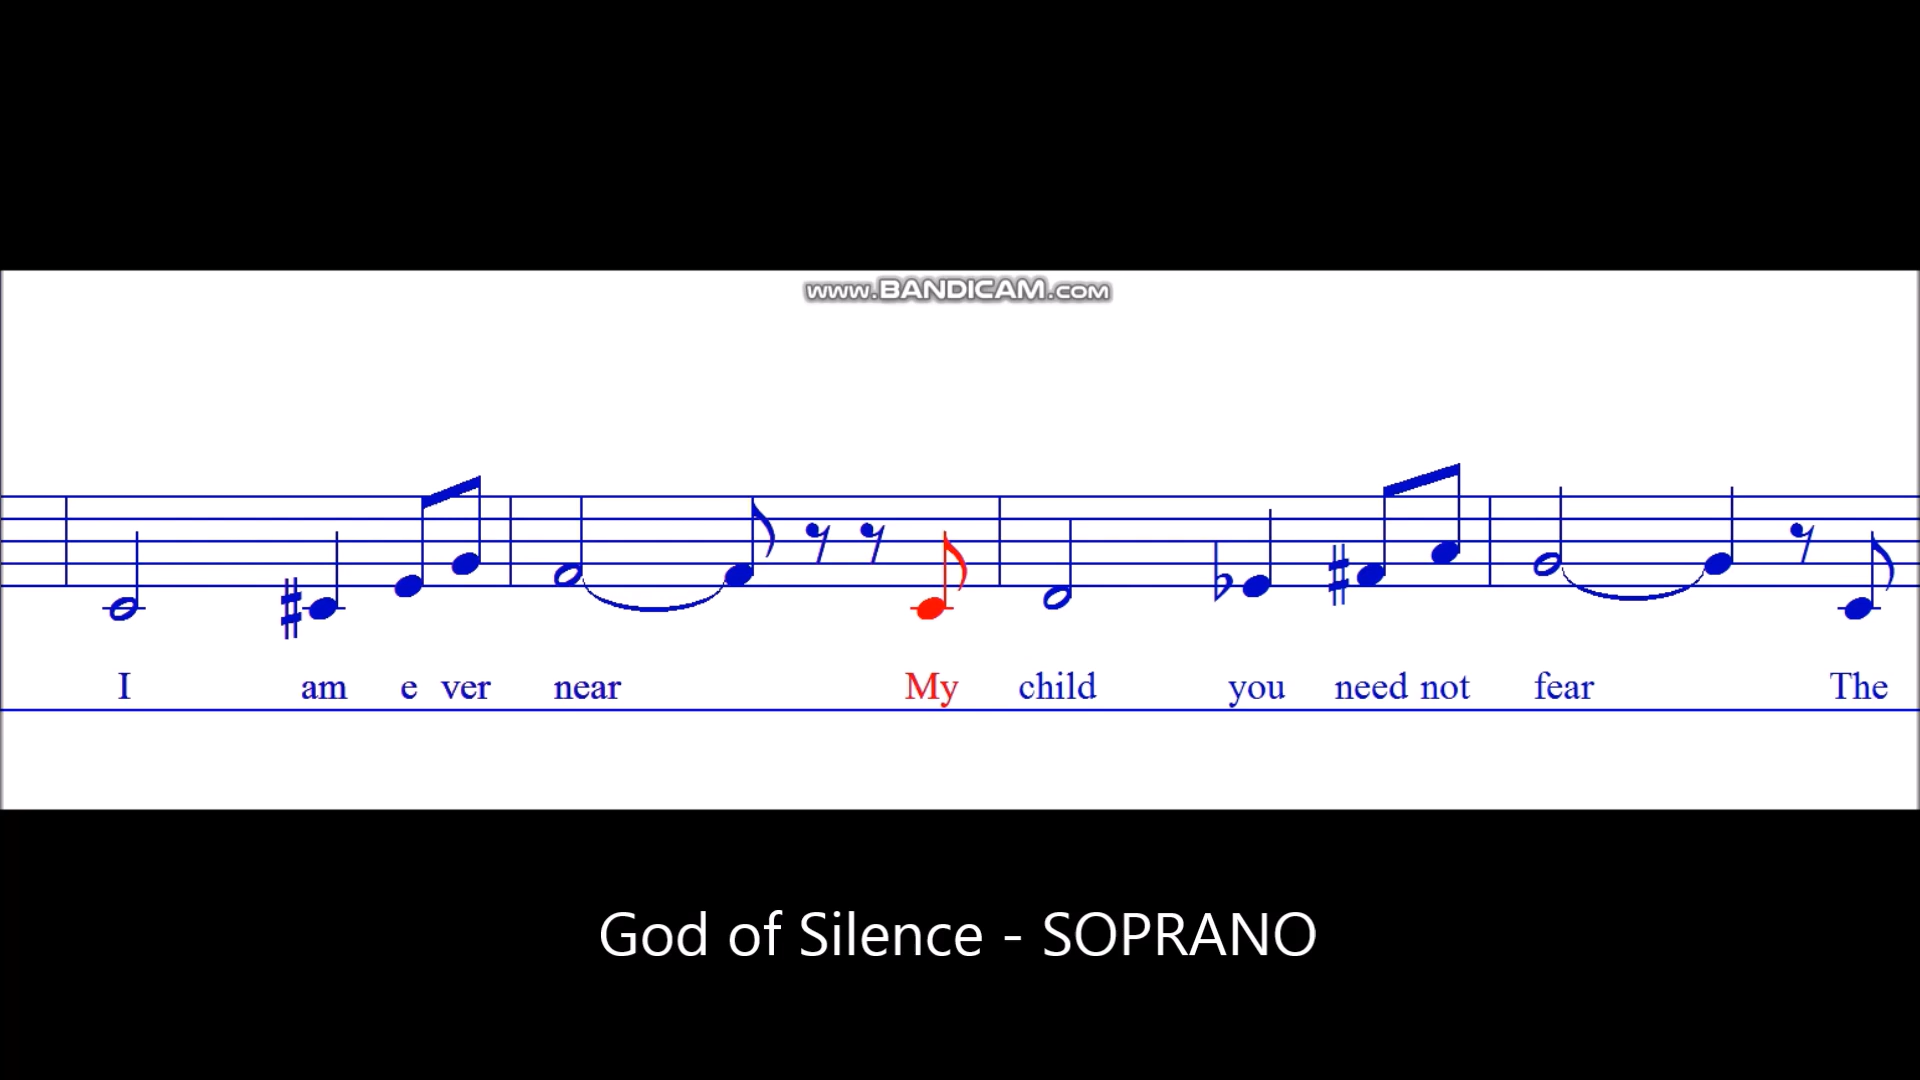 www.BANDICAM.com
I am e ver near My child you need not fear The
God of Silence - SOPRANO